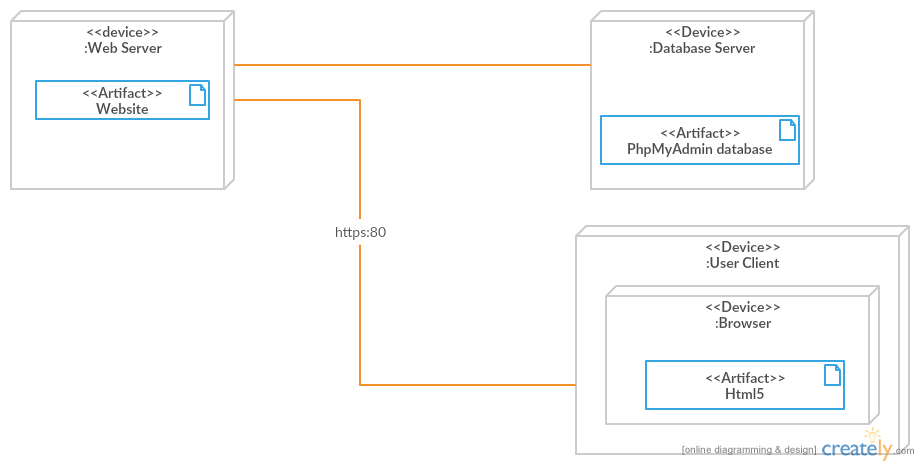 <<device>>
:Web Server
<<Artifact>>
Website
<<Device>>
:Database Server
<<Artifact>>
PhpMyAdmin database
https:80
<<Device>>
:User Client
<<Device>>
:Browser
<<Artifact>>
Html5
[online diagramming & design] creately.com